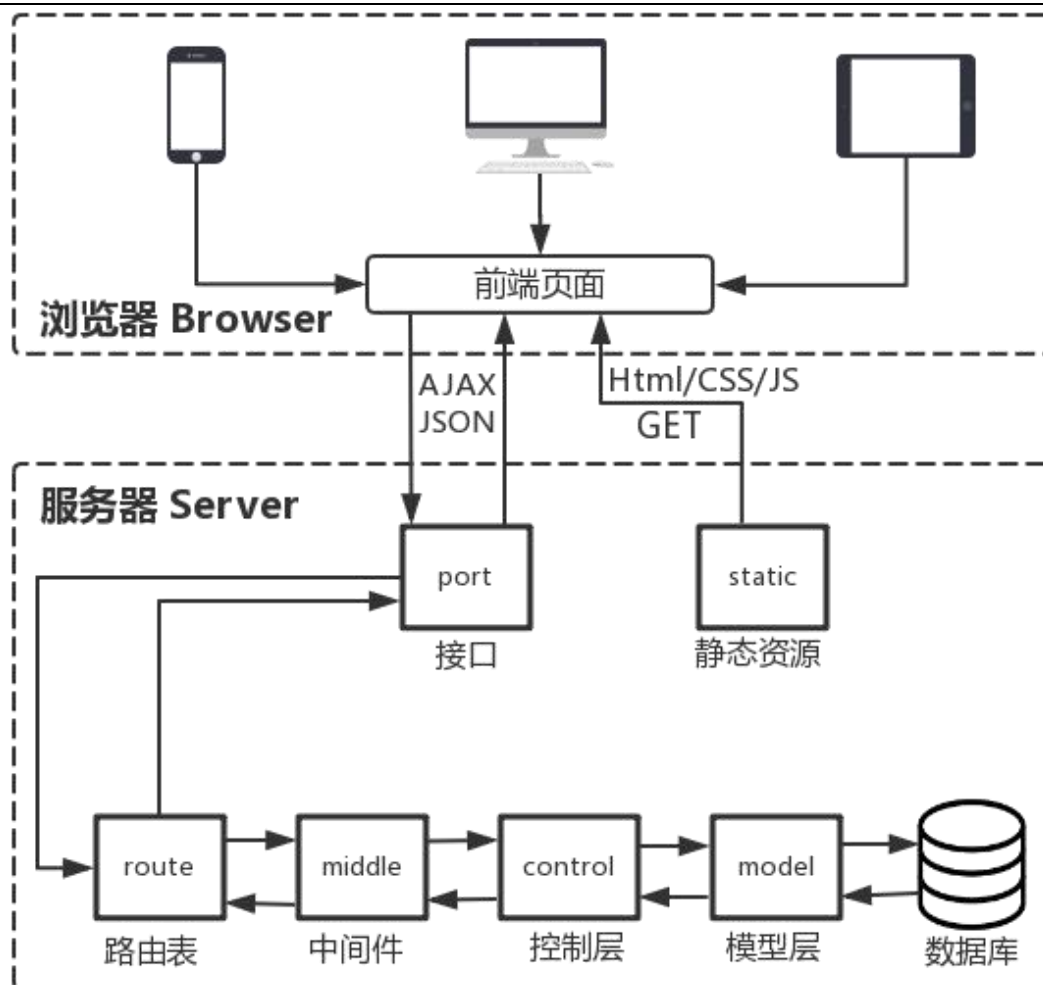 前端页面
浏览器 Browser
AJAX
JSON
Html/CSS/JS
GET
服务器 Server
port
接口
static
静态资源
route
路由表
middle
中间件
control
控制层
model
模型层
数据库